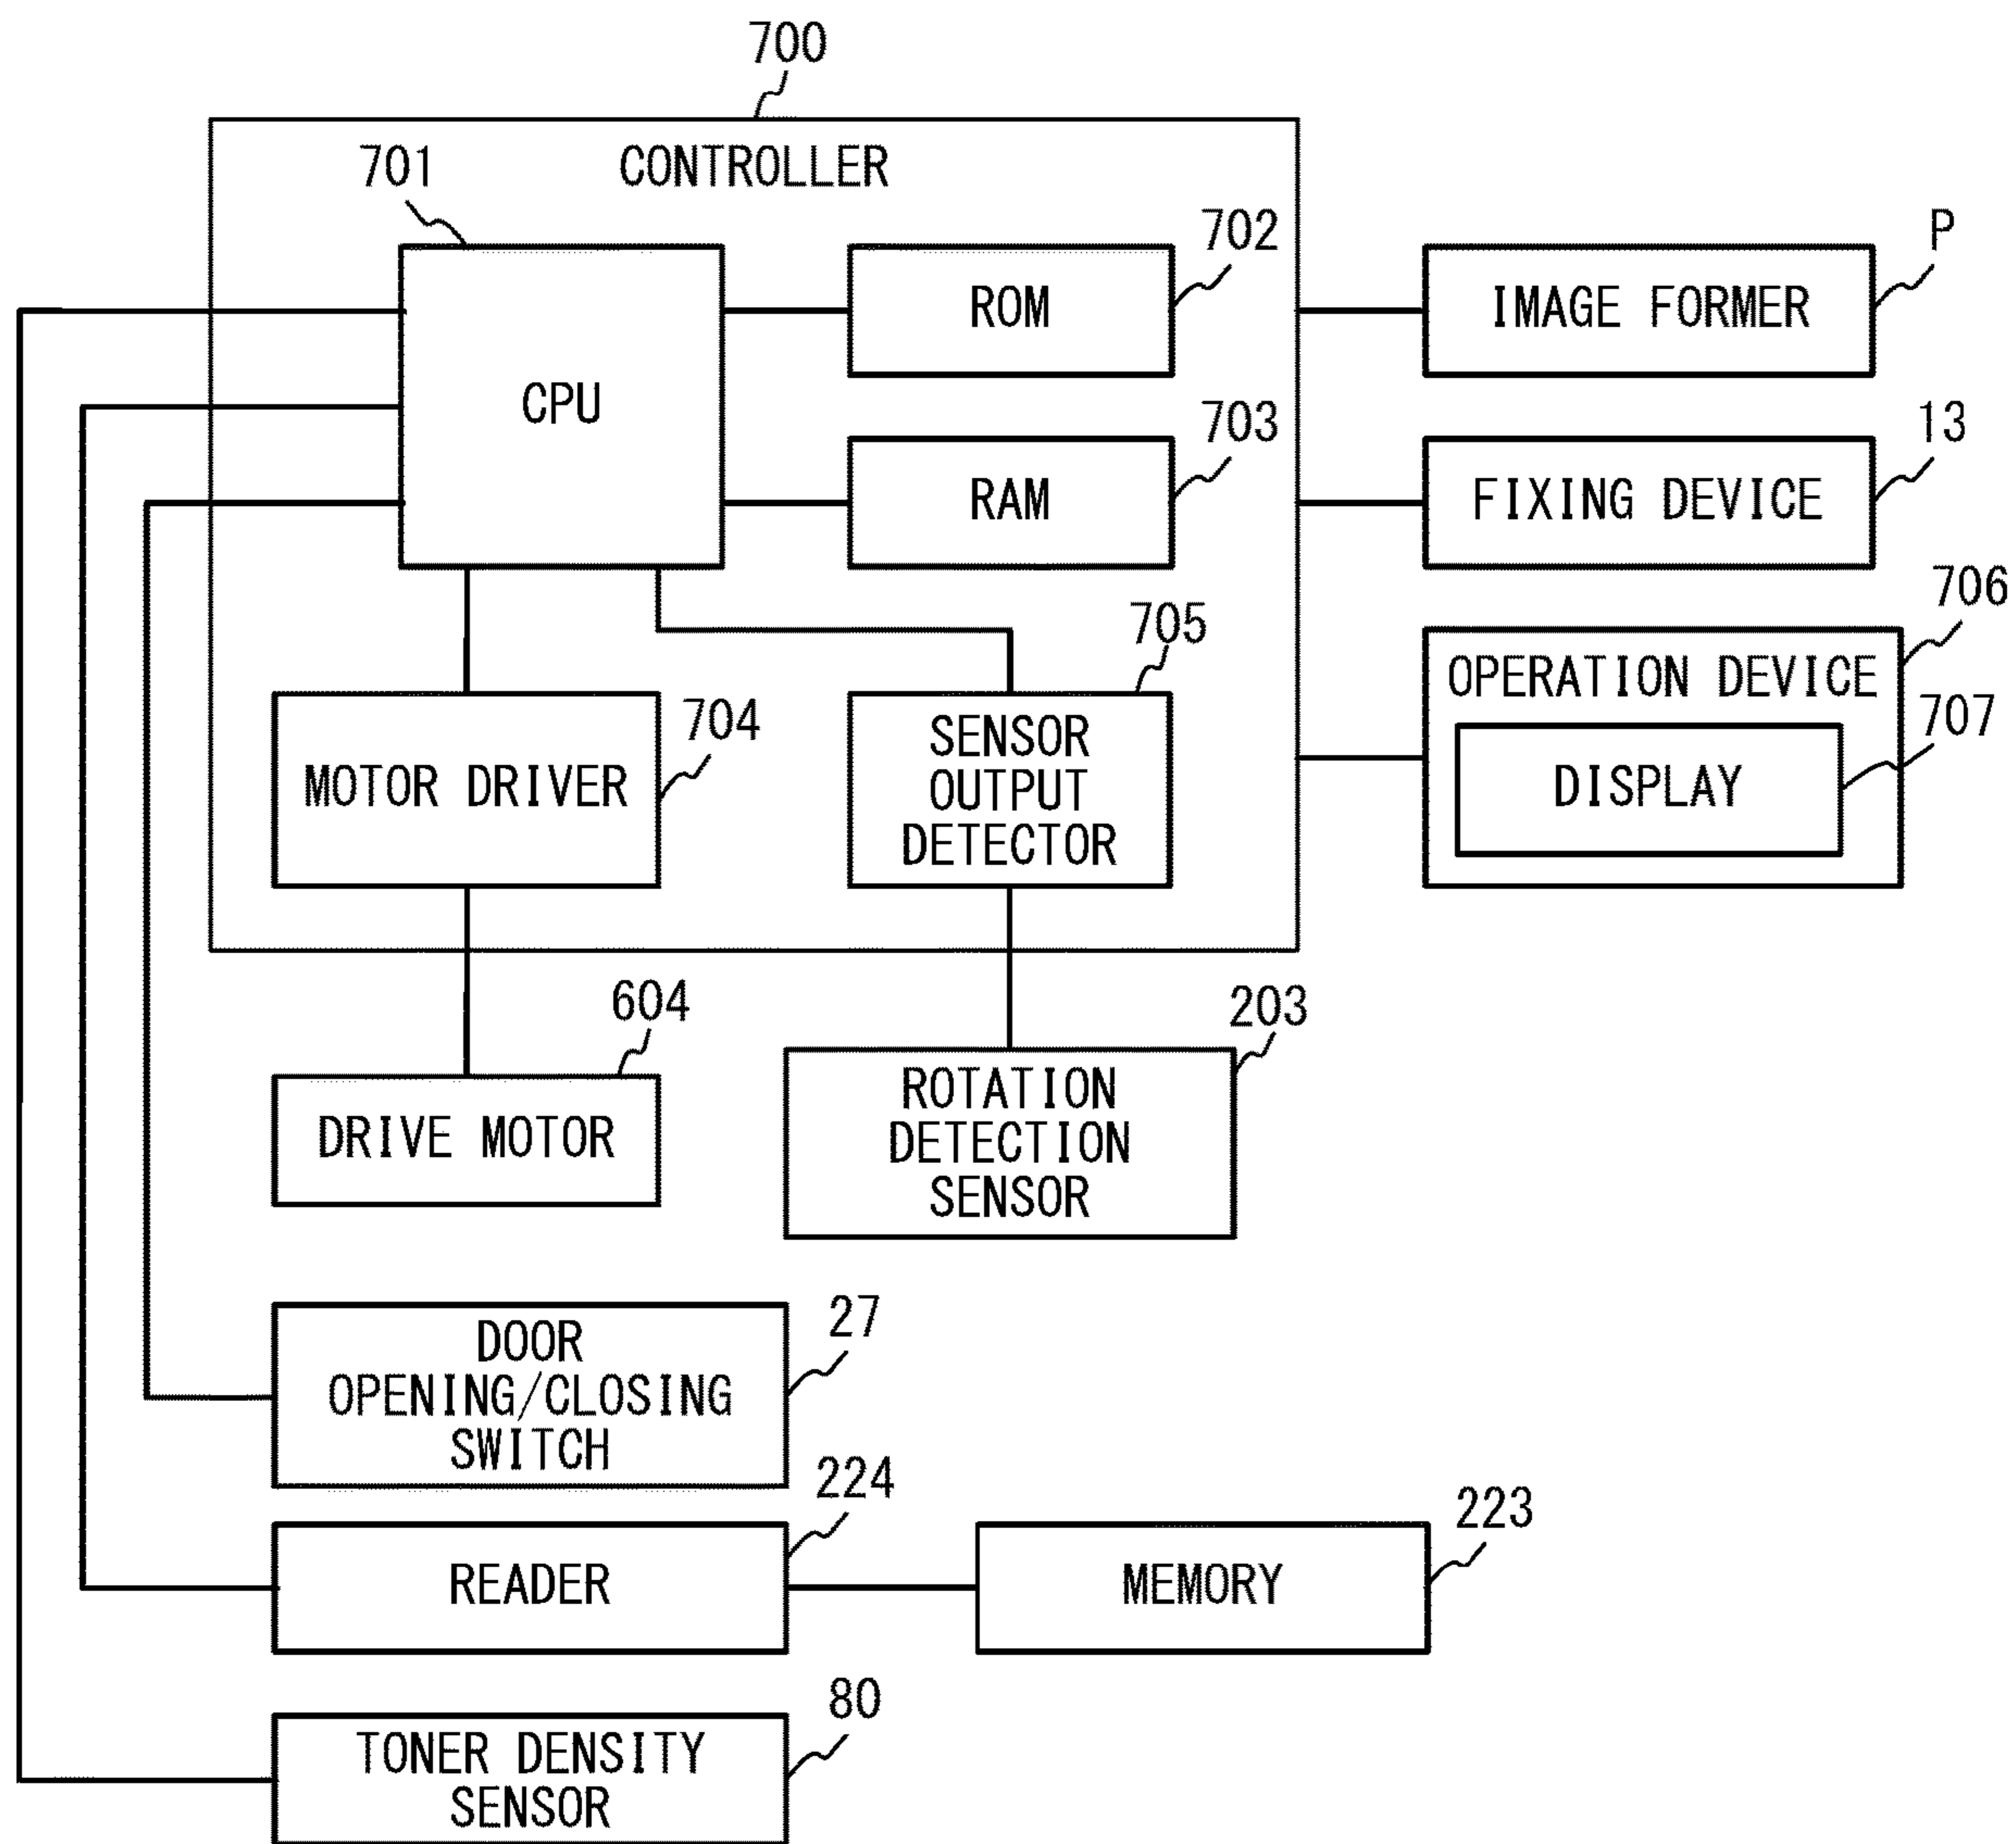 700
CONTROLLER
701
CPU
702
ROM
703
RAM
P
IMAGE FORMER
13
FIXING DEVICE
706
OPERATION DEVICE
707
DISPLAY
704
MOTOR DRIVER
705
SENSOR
OUTPUT
DETECTOR
604
DRIVE MOTOR
203
ROTATION
DETECTION
SENSOR
27
DOOR
OPENING/CLOSING
SWITCH
224
READER
223
MEMORY
80
TONER DENSITY
SENSOR